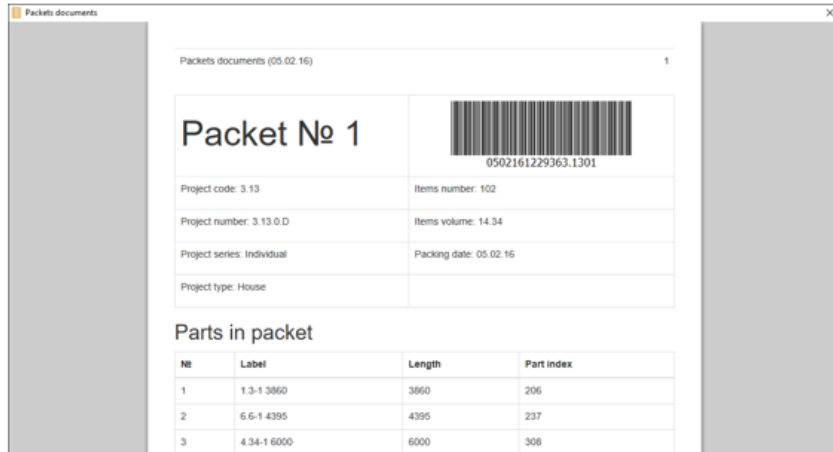 Packets documents
Packets documents (05.02.16) 1
Packet № 1
0502161229363.1301
Project code: 3.13 Items number: 102
Project number: 3.13.0.D Items volume: 14.34
Project series: Individual Packing date: 05.02.16
Project type: House
Parts in packet
№ Label Length Part index
1 1.3-1 3860 3860 206
2 6.6-1 4395 4395 237
3 4.34-1 6000 6000 308